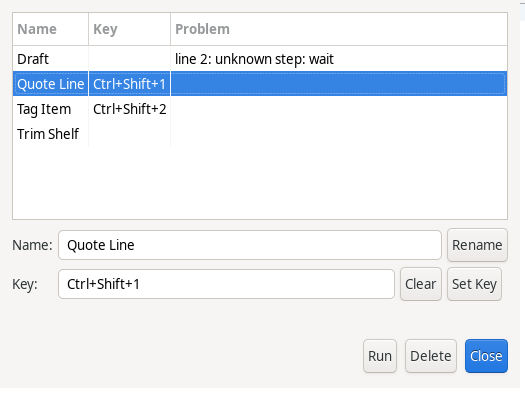 Name Key Problem
Draft line 2: unknown step: wait
Quote Line Ctrl+Shift+1
Tag Item Ctrl+Shift+2
Trim Shelf
Name: Quote Line Rename
Key: Ctrl+Shift+1 Clear Set Key
Run Delete Close